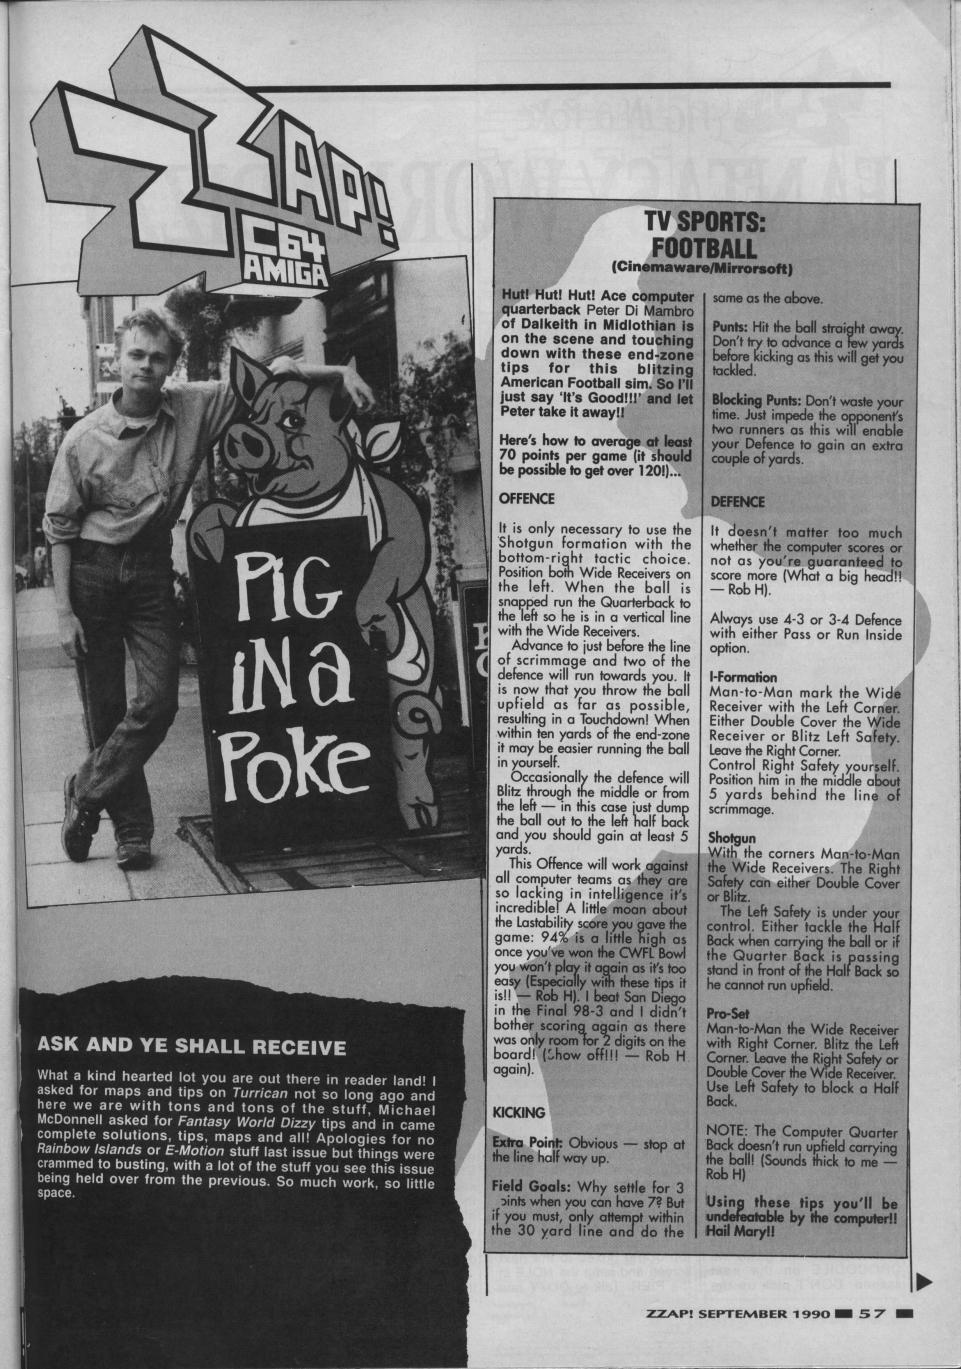 ZZAP!
C64
AMIGA
PiG
iN a
PoKe
ASK AND YE SHALL RECEIVE
What a kind hearted lot you are out there in reader land! I
asked for maps and tips on Turrican not so long ago and
here we are with tons and tons of the stuff, Michael
McDonnell asked for Fantasy World Dizzy tips and in came
complete solutions, tips, maps and all! Apologies for no
Rainbow Islands or E-Motion stuff last issue but things were
crammed to busting, with a lot of the stuff you see this issue
being held over from the previous. So much work, so little
space.
TV SPORTS:
FOOTBALL
(Cinemaware/Mirrorsoft)
Hut! Hut! Hut! Ace computer
quarterback Peter Di Mambro
of Dalkeith in Midlothian is
on the scene and touching
down with these end-zone
tips for this blitzing
American Football sim. So I'll
just say 'It's Good!!!' and let
Peter take it away!!
Here's how to average at least
70 points per game (it should
be possible to get over 120!)...
OFFENCE
It is only necessary to use the
Shotgun formation with the
bottom-right tactic choice.
Position both Wide Receivers on
the left. When the ball is
snapped run the Quarterback to
the left so he is in a vertical line
with the Wide Receivers.
Advance to just before the line
of scrimmage and two of the
defence will run towards you. It
is now that you throw the ball
upfield as far as possible,
resulting in a Touchdown! When
within ten yards of the end-zone
it may be easier running the ball
in yourself.
Occasionally the defence will
Blitz through the middle or from
the left — in this case just dump
the ball out to the left half back
and you should gain at least 5
yards.
This Offence will work against
all computer teams as they are
so lacking in intelligence it's
incredible! A little moan about
the Lastability score you gave the
game: 94% is a little high as
once you've won the CWFL Bowl
you won't play it again as it's too
easy (Especially with these tips it
is!! — Rob H). I beat San Diego
in the Final 98-3 and I didn't
bother scoring again as there
was only room for 2 digits on the
board! (Show off!!! — Rob H
again).
KICKING
Extra Point: Obvious — stop at
the line half way up.
Field Goals: Why settle for 3
oints when you can have 7? But
if you must, only attempt within
the 30 yard line and do the
same as the above.
Punts: Hit the ball straight away.
Don't try to advance a few yards
before kicking as this will get you
tackled.
Blocking Punts: Don't waste your
time. Just impede the opponent's
two runners as this will enable
your Defence to gain an extra
couple of yards.
DEFENCE
It doesn't matter too much
whether the computer scores or
not as you're guaranteed to
score more (What a big head!!
— Rob H).
Always use 4-3 or 3-4 Defence
with either Pass or Run Inside
option.
I-Formation
Man-to-Man mark the Wide
Receiver with the Left Corner.
Either Double Cover the Wide
Receiver or Blitz Left Safety.
Leave the Right Corner.
Control Right Safety yourself.
Position him in the middle about
5 yards behind the line of
scrimmage.
Shotgun
With the corners Man-to-Man
the Wide Receivers. The Right
Safety can either Double Cover
or Blitz.
The Left Safety is under your
control. Either tackle the Half
Back when carrying the ball or if
the Quarter Back is passing
stand in front of the Half Back so
he cannot run upfield.
Pro-Set
Man-to-Man the Wide Receiver
with Right Corner. Blitz the Left
Corner. Leave the Right Safety or
Double Cover the Wide Receiver.
Use Left Safety to block a Half
Back.
NOTE: The Computer Quarter
Back doesn't run upfield carrying
the ball! (Sounds thick to me —
Rob H)
Using these tips you'll be
undefeatable by the computer!!
Hail Mary!!
ZZAP! SEPTEMBER 1990 57